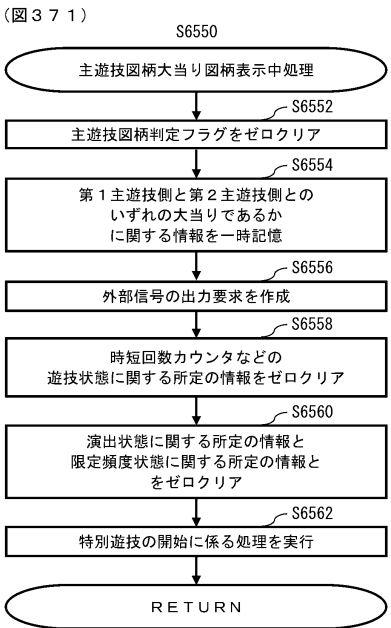 (図３７１)
S6550
主遊技図柄大当り図柄表示中処理
S6552
主遊技図柄判定フラグをゼロクリア
S6554
第１主遊技側と第２主遊技側との
いずれの大当りであるか
に関する情報を一時記憶
S6556
外部信号の出力要求を作成
S6558
時短回数カウンタなどの
遊技状態に関する所定の情報をゼロクリア
S6560
演出状態に関する所定の情報と
限定頻度状態に関する所定の情報と
をゼロクリア
S6562
特別遊技の開始に係る処理を実行
ＲＥＴＵＲＮ